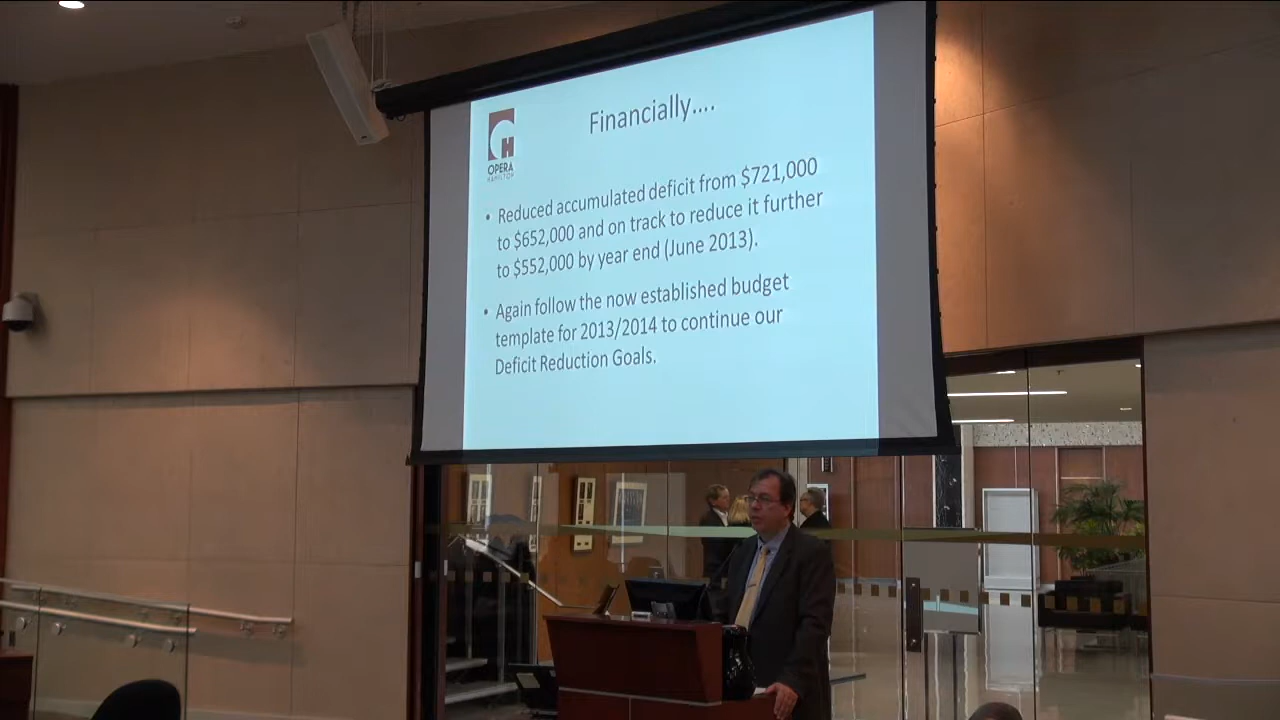 Financially....
OPERA
HAMILTON
• Reduced accumulated deficit from $721,000
to $652,000 and on track to reduce it further
to $552,000 by year end (June 2013).
• Again follow the now established budget
template for 2013/2014 to continue our
Deficit Reduction Goals.